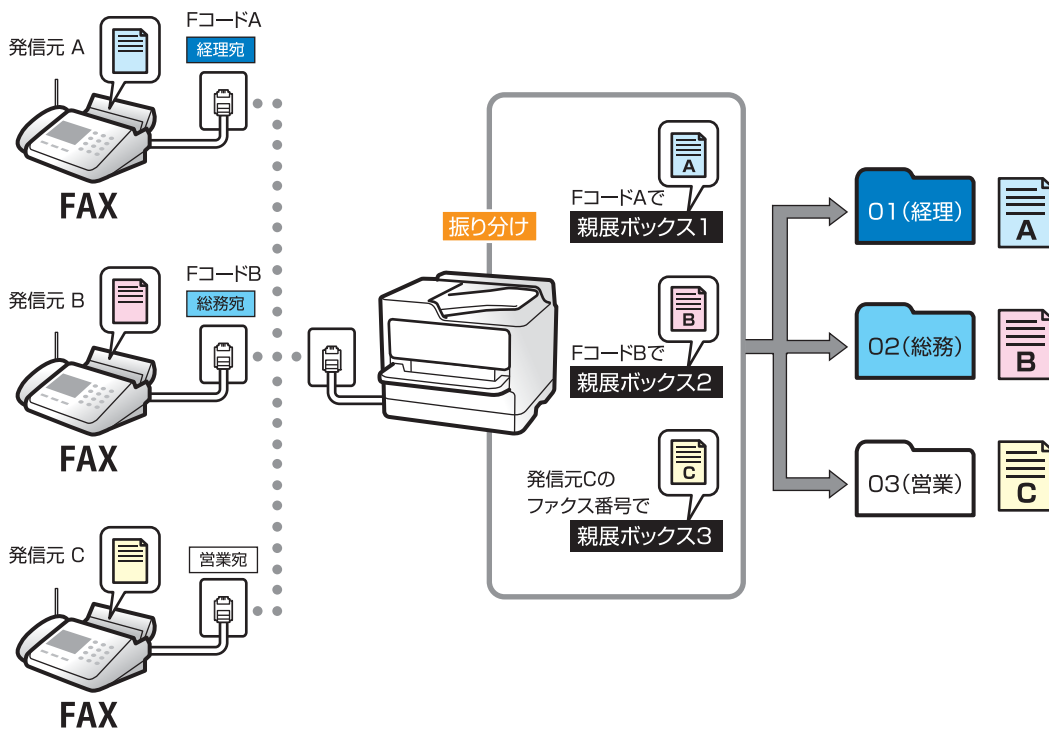 発信元 A
FコードA
経理宛
FAX
発信元 B
FコードB
総務宛
FAX
発信元 C
営業宛
FAX
振り分け
A
FコードAで
親展ボックス1
B
FコードBで
親展ボックス2
C
発信元Cの
ファクス番号で
親展ボックス3
01(経理)
A
02(総務)
B
03(営業)
C